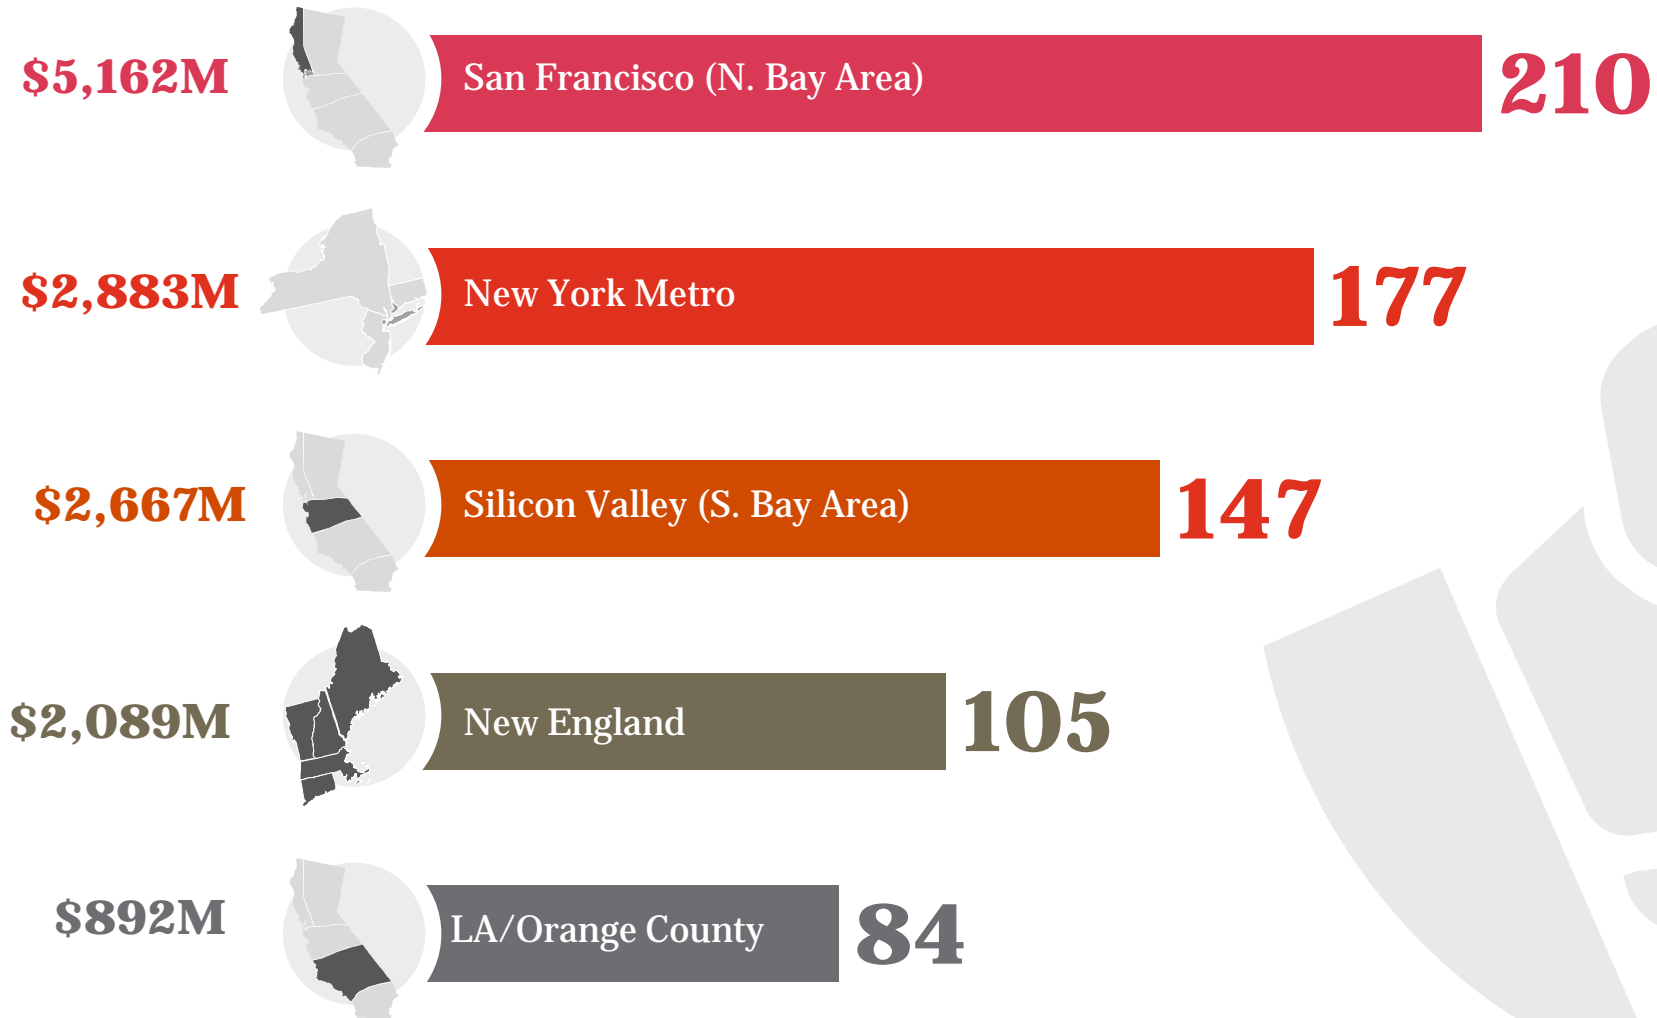 $5,162M San Francisco (N. Bay Area) 210
$2,883M New York Metro 177
$2,667M Silicon Valley (S. Bay Area) 147
$2,089M New England 105
$892M LA/Orange County 84